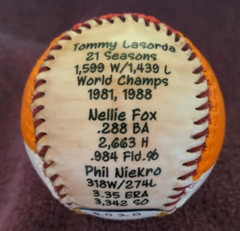 Tommy Lasorda
21 Seasons
1,599 W/1,439 L
World Champs
1981, 1988
Nellie Fox
.288 BA
2,663 H
.984 Fld.%
Phil Niekro
318W/274L
3.35 ERA
3,342 SO